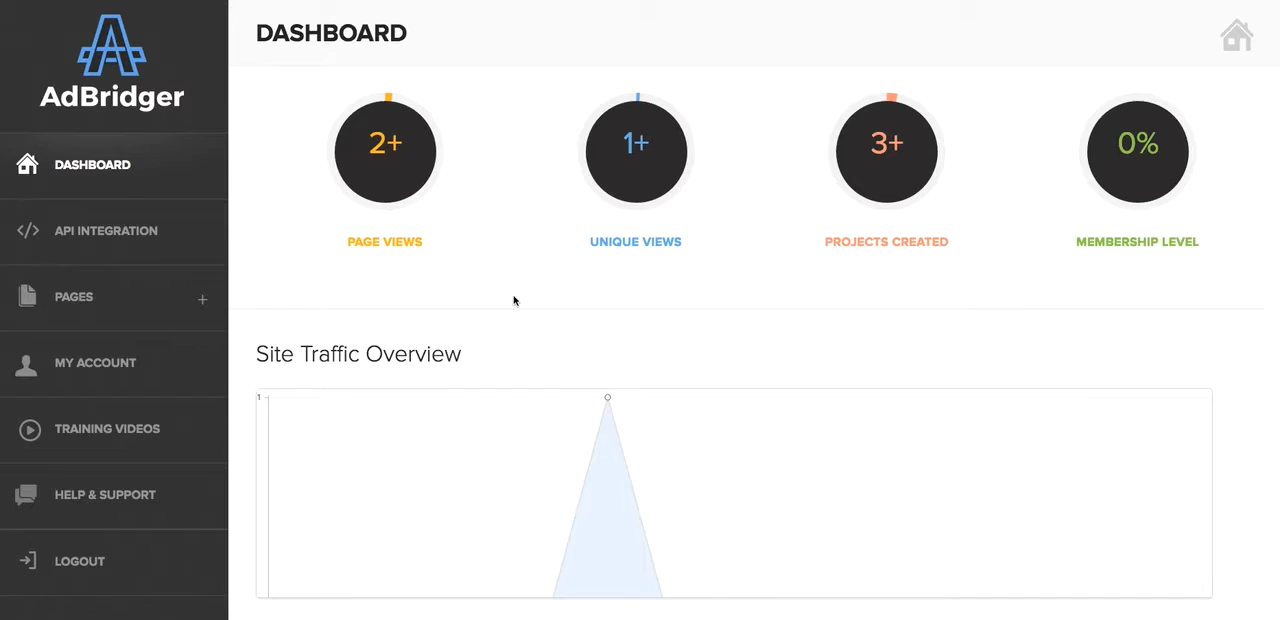 AdBridger
DASHBOARD
API INTEGRATION
PAGES +
MY ACCOUNT
TRAINING VIDEOS
HELP & SUPPORT
LOGOUT
DASHBOARD
2+ 1+ 3+ 0%
PAGE VIEWS UNIQUE VIEWS PROJECTS CREATED MEMBERSHIP LEVEL
Site Traffic Overview
1
1